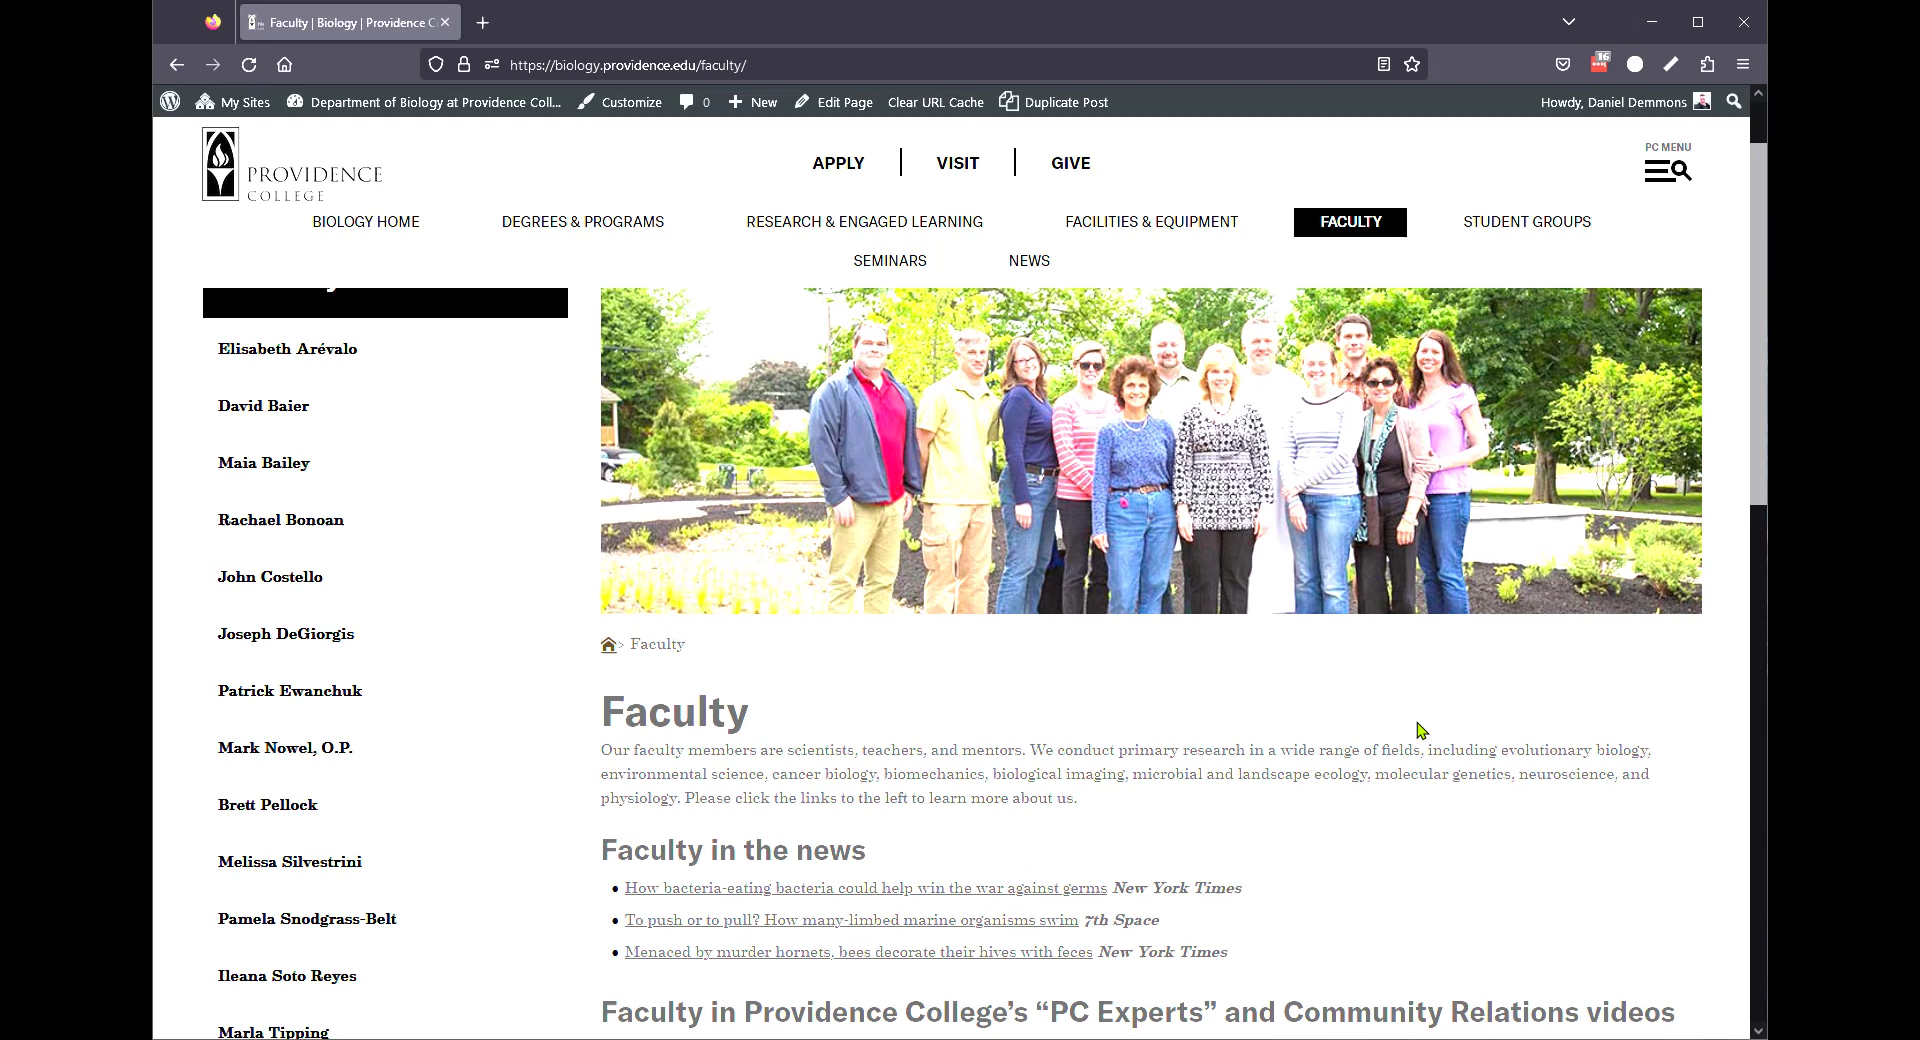 Faculty | Biology | Providence C
https://biology.providence.edu/faculty/
16
My Sites
Department of Biology at Providence Coll...
Customize
0
New
Edit Page
Clear URL Cache
Duplicate Post
Howdy, Daniel Demmons
PROVIDENCE
COLLEGE
APPLY
VISIT
GIVE
PC MENU
BIOLOGY HOME
DEGREES & PROGRAMS
RESEARCH & ENGAGED LEARNING
FACILITIES & EQUIPMENT
FACULTY
STUDENT GROUPS
SEMINARS
NEWS
Elisabeth Arévalo
David Baier
Maia Bailey
Rachael Bonoan
John Costello
Joseph DeGiorgis
Patrick Ewanchuk
Mark Nowel, O.P.
Brett Pellock
Melissa Silvestrini
Pamela Snodgrass-Belt
Ileana Soto Reyes
Marla Tipping
> Faculty
Faculty
Our faculty members are scientists, teachers, and mentors. We conduct primary research in a wide range of fields, including evolutionary biology,
environmental science, cancer biology, biomechanics, biological imaging, microbial and landscape ecology, molecular genetics, neuroscience, and
physiology. Please click the links to the left to learn more about us.
Faculty in the news
How bacteria-eating bacteria could help win the war against germs New York Times
To push or to pull? How many-limbed marine organisms swim 7th Space
Menaced by murder hornets, bees decorate their hives with feces New York Times
Faculty in Providence College’s “PC Experts” and Community Relations videos